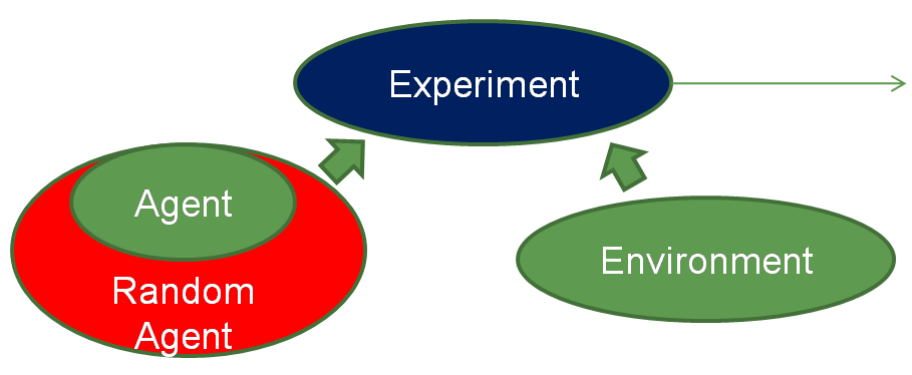 Experiment
Agent
Random
Agent
Environment